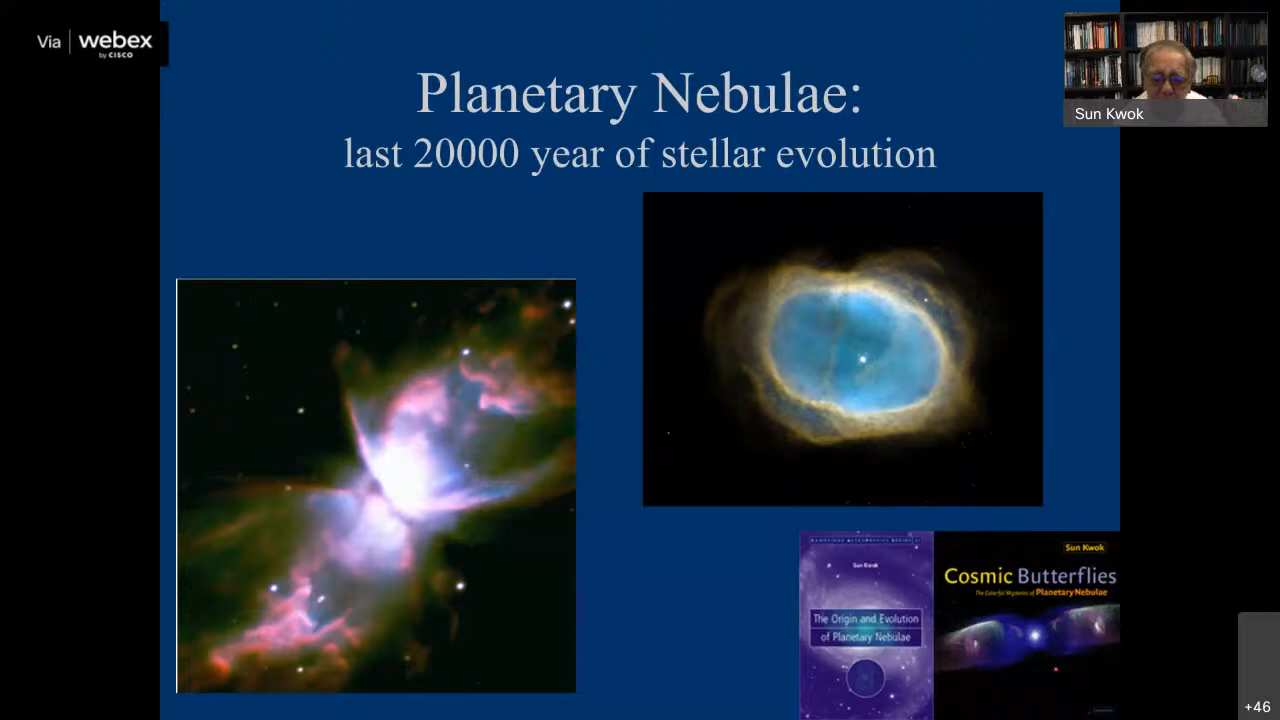 Via webex
by CISCO
Planetary Nebulae:
last 20000 year of stellar evolution
Sun Kwok
Sun Kwok
The Origin and Evolution
of Planetary Nebulae
Sun Kwok
Cosmic Butterflies
The Colorful Mysteries of Planetary Nebulae
+46